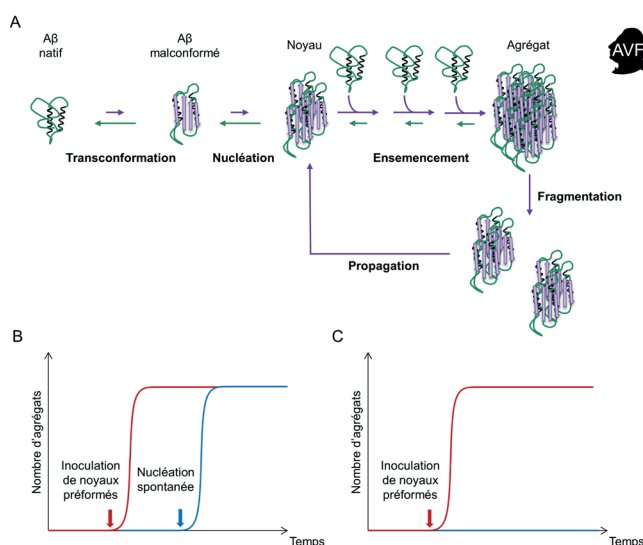 A
Aβ
natif
Aβ
malconformé
Noyau
Agrégat
AVF
Transconformation
Nucléation
Ensemencement
Fragmentation
Propagation
B
Nombre d'agrégats
Inoculation
de noyaux
préformés
Nucléation
spontanée
Temps
C
Nombre d'agrégats
Inoculation
de noyaux
préformés
Temps